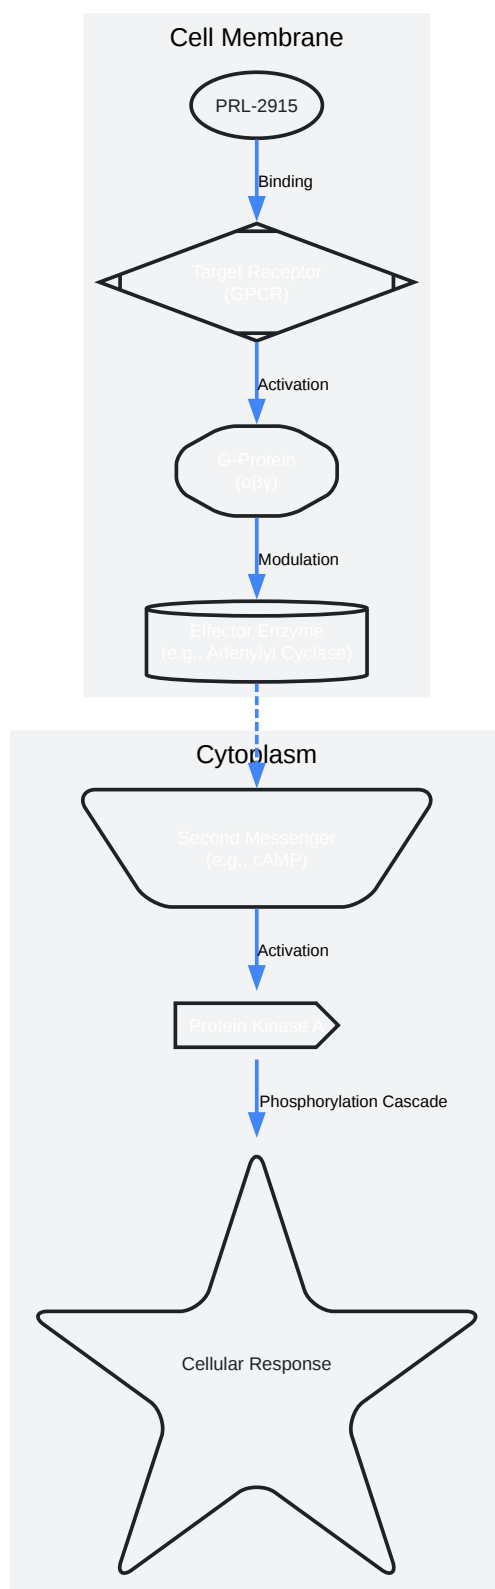 Cell Membrane
PRL-2915
Binding
Target Receptor
(GPCR)
Activation
G-Protein
(αβγ)
Modulation
Effector Enzyme
(e.g., Adenylyl Cyclase)
Cytoplasm
Second Messenger
(e.g., cAMP)
Activation
Protein Kinase A
Phosphorylation Cascade
Cellular Response